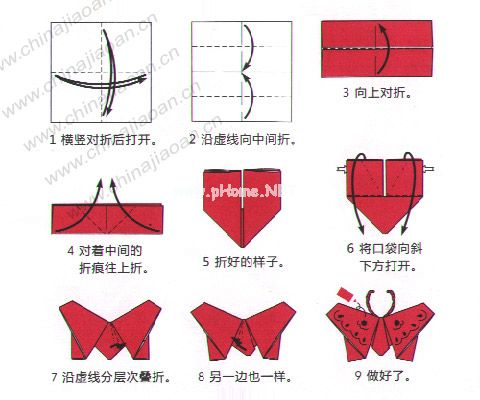 www.chinajiaoan.cn
www.chinajiaoan.cn
www.chinajiaoan.cn
1 横竖对折后打开。
2 沿虚线向中间折。
3 向上对折。
www.pHome.NE
4 对着中间的
折痕往上折。
5 折好的样子。
6 将口袋向斜
下方打开。
7 沿虚线分层次叠折。
8 另一边也一样。
9 做好了。